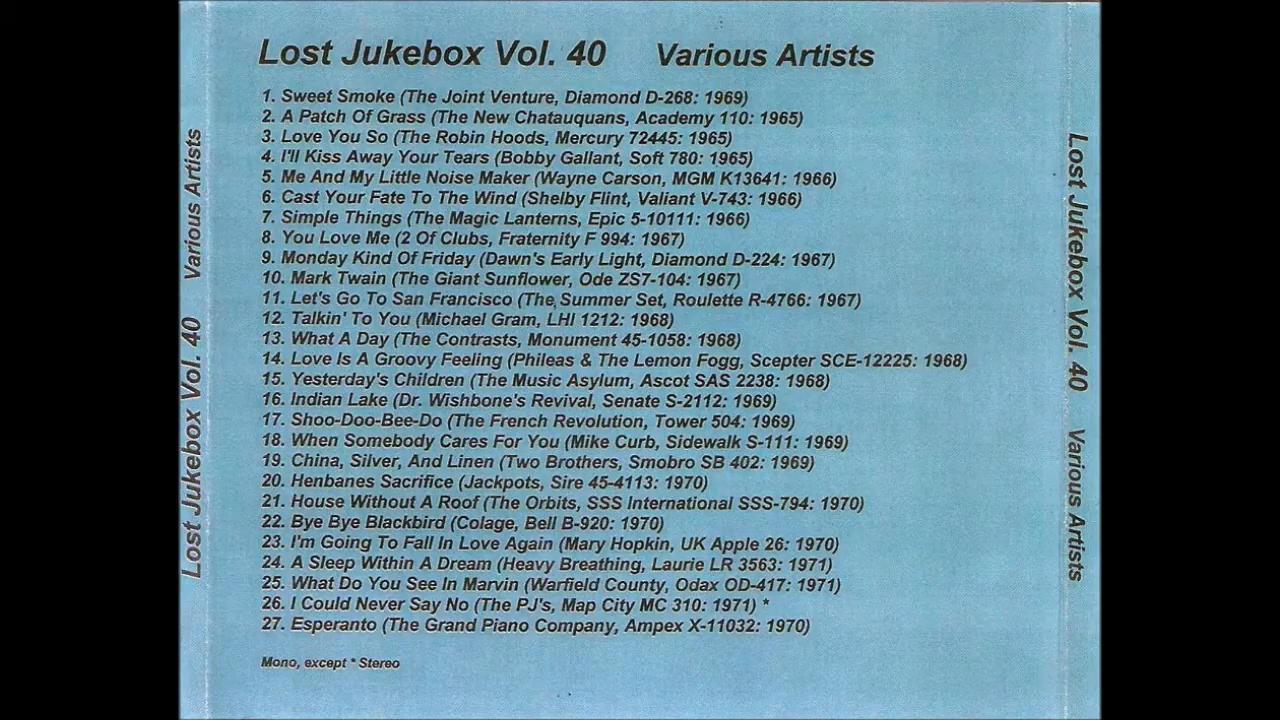 Lost Jukebox Vol. 40 Various Artists
1. Sweet Smoke (The Joint Venture, Diamond D-268: 1969)
2. A Patch Of Grass (The New Chatauquans, Academy 110: 1965)
3. Love You So (The Robin Hoods, Mercury 72445: 1965)
4. I'll Kiss Away Your Tears (Bobby Gallant, Soft 780: 1965)
5. Me And My Little Noise Maker (Wayne Carson, MGM K13641: 1966)
6. Cast Your Fate To The Wind (Shelby Flint, Valiant V-743: 1966)
7. Simple Things (The Magic Lanterns, Epic 5-10111: 1966)
8. You Love Me (2 Of Clubs, Fraternity F 994: 1967)
9. Monday Kind Of Friday (Dawn's Early Light, Diamond D-224: 1967)
10. Mark Twain (The Giant Sunflower, Ode ZS7-104: 1967)
11. Let's Go To San Francisco (The Summer Set, Roulette R-4766: 1967)
12. Talkin' To You (Michael Gram, LHI 1212: 1968)
13. What A Day (The Contrasts, Monument 45-1058: 1968)
14. Love Is A Groovy Feeling (Phileas & The Lemon Fogg, Scepter SCE-12225: 1968)
15. Yesterday's Children (The Music Asylum, Ascot SAS 2238: 1968)
16. Indian Lake (Dr. Wishbone's Revival, Senate S-2112: 1969)
17. Shoo-Doo-Bee-Do (The French Revolution, Tower 504: 1969)
18. When Somebody Cares For You (Mike Curb, Sidewalk S-111: 1969)
19. China, Silver, And Linen (Two Brothers, Smobro SB 402: 1969)
20. Henbanes Sacrifice (Jackpots, Sire 45-4113: 1970)
21. House Without A Roof (The Orbits, SSS International SSS-794: 1970)
22. Bye Bye Blackbird (Colage, Bell B-920: 1970)
23. I'm Going To Fall In Love Again (Mary Hopkin, UK Apple 26: 1970)
24. A Sleep Within A Dream (Heavy Breathing, Laurie LR 3563: 1971)
25. What Do You See In Marvin (Warfield County, Odax OD-417: 1971)
26. I Could Never Say No (The PJ's, Map City MC 310: 1971) *
27. Esperanto (The Grand Piano Company, Ampex X-11032: 1970)
Mono, except * Stereo
Lost Jukebox Vol. 40 Various Artists
Lost Jukebox Vol. 40 Various Artists